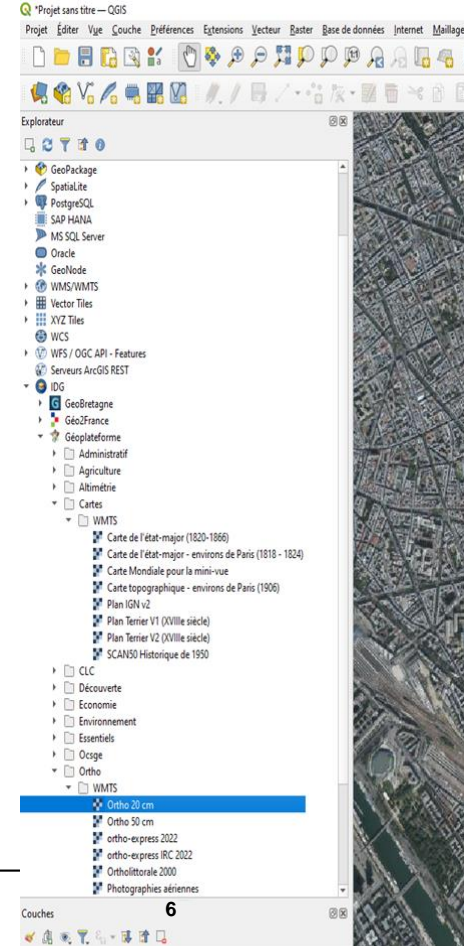 *Projet sans titre — QGIS
Projet Éditer Vue Couche Préférences Extensions Vecteur Raster Base de données Internet Maillage
Explorateur
GeoPackage
SpatiaLite
PostgreSQL
SAP HANA
MS SQL Server
Oracle
GeoNode
WMS/WMTS
Vector Tiles
XYZ Tiles
WCS
WFS / OGC API - Features
Serveurs ArcGIS REST
IDG
GeoBretagne
Géo2France
Géoplateforme
Administratif
Agriculture
Altimétrie
Cartes
WMTS
Carte de l'état-major (1820-1866)
Carte de l'état-major - environs de Paris (1818 - 1824)
Carte Mondiale pour la mini-vue
Carte topographique - environs de Paris (1906)
Plan IGN v2
Plan Terrier V1 (XVIIIe siècle)
Plan Terrier V2 (XVIIIe siècle)
SCAN50 Historique de 1950
CLC
Découverte
Economie
Environnement
Essentiels
Ocsge
Ortho
WMTS
Ortho 20 cm
Ortho 50 cm
ortho-express 2022
ortho-express IRC 2022
Ortholittorale 2000
Photographies aériennes
6
Couches